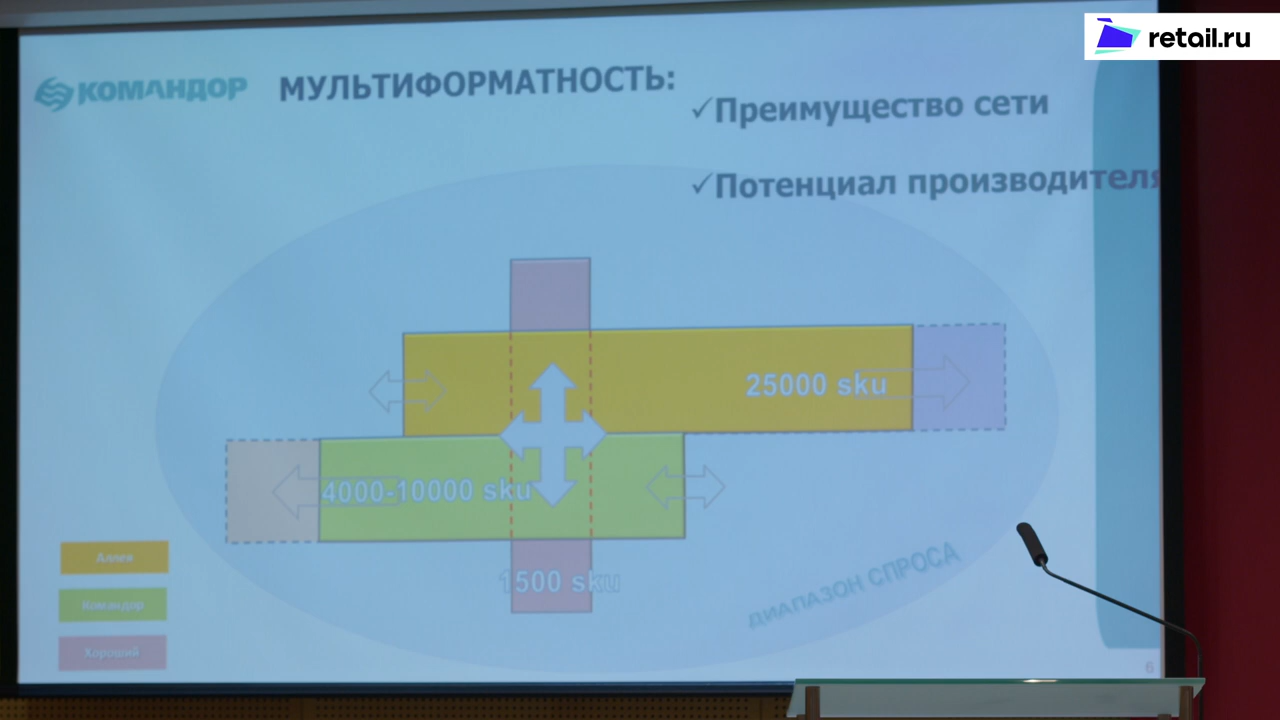 retail.ru
КОМАНДОР
МУЛЬТИФОРМАТНОСТЬ:
✓Преимущество сети
✓Потенциал производителя
25000 sku
4000-10000 sku
1500 sku
ДИАПАЗОН СПРОСА
Аллея
Командор
Хороший
6